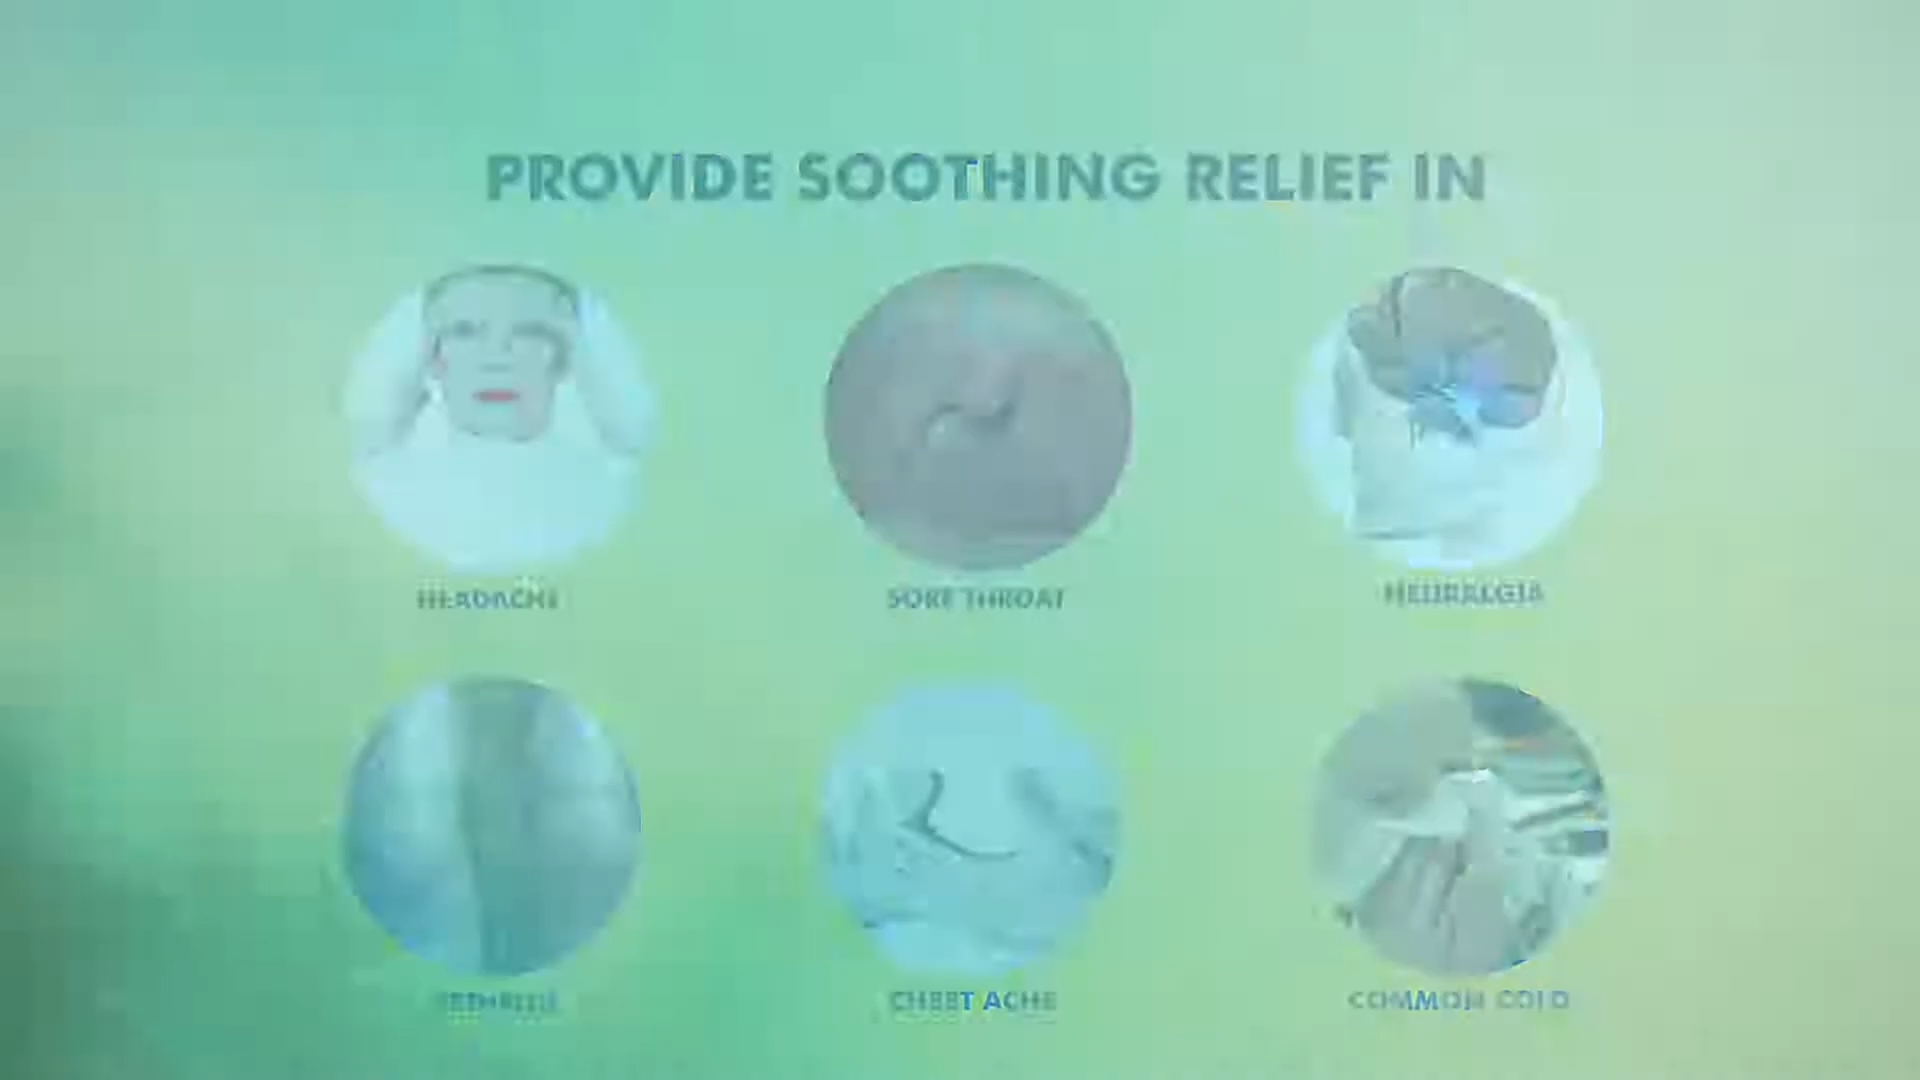 PROVIDE SOOTHING RELIEF IN
HEADACHE
SORE THROAT
NEURALGIA
CHEST ACHE
COMMON COLD